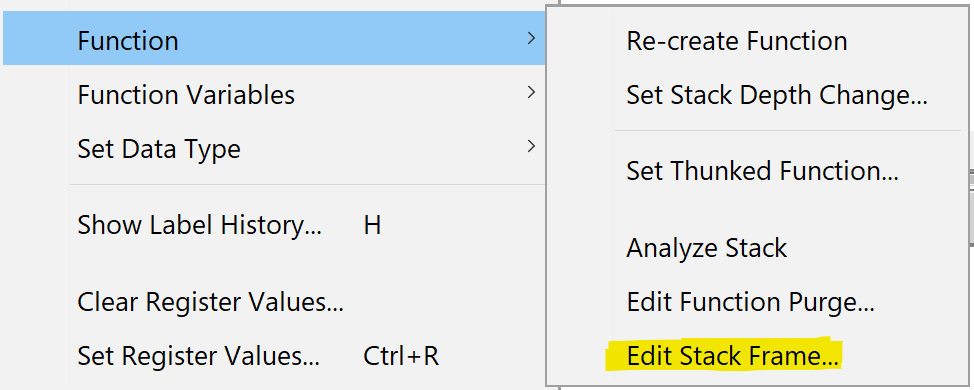 Function
Function Variables
Set Data Type
Show Label History... H
Clear Register Values...
Set Register Values... Ctrl+R
Re-create Function
Set Stack Depth Change...
Set Thunked Function...
Analyze Stack
Edit Function Purge...
Edit Stack Frame...